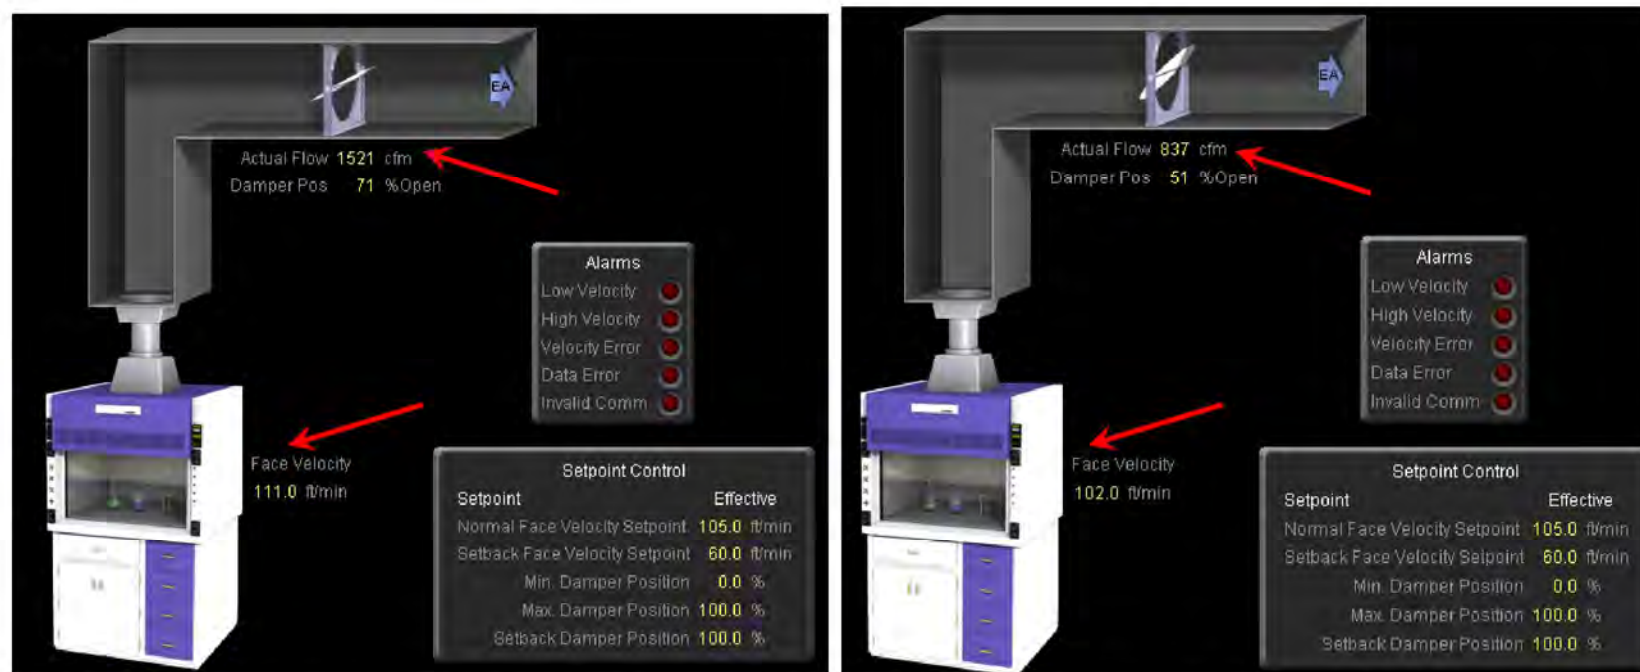 EA
Actual Flow 1521 cfm
Damper Pos 71 %Open
Alarms
Low Velocity
High Velocity
Velocity Error
Data Error
Invalid Comm
Face Velocity
111.0 ft/min
Setpoint Control
Setpoint Effective
Normal Face Velocity Setpoint 105.0 ft/min
Setback Face Velocity Setpoint 60.0 ft/min
Min. Damper Position 0.0 %
Max. Damper Position 100.0 %
Setback Damper Position 100.0 %
EA
Actual Flow 837 cfm
Damper Pos 51 %Open
Alarms
Low Velocity
High Velocity
Velocity Error
Data Error
Invalid Comm
Face Velocity
102.0 ft/min
Setpoint Control
Setpoint Effective
Normal Face Velocity Setpoint 105.0 ft/min
Setback Face Velocity Setpoint 60.0 ft/min
Min. Damper Position 0.0 %
Max. Damper Position 100.0 %
Setback Damper Position 100.0 %